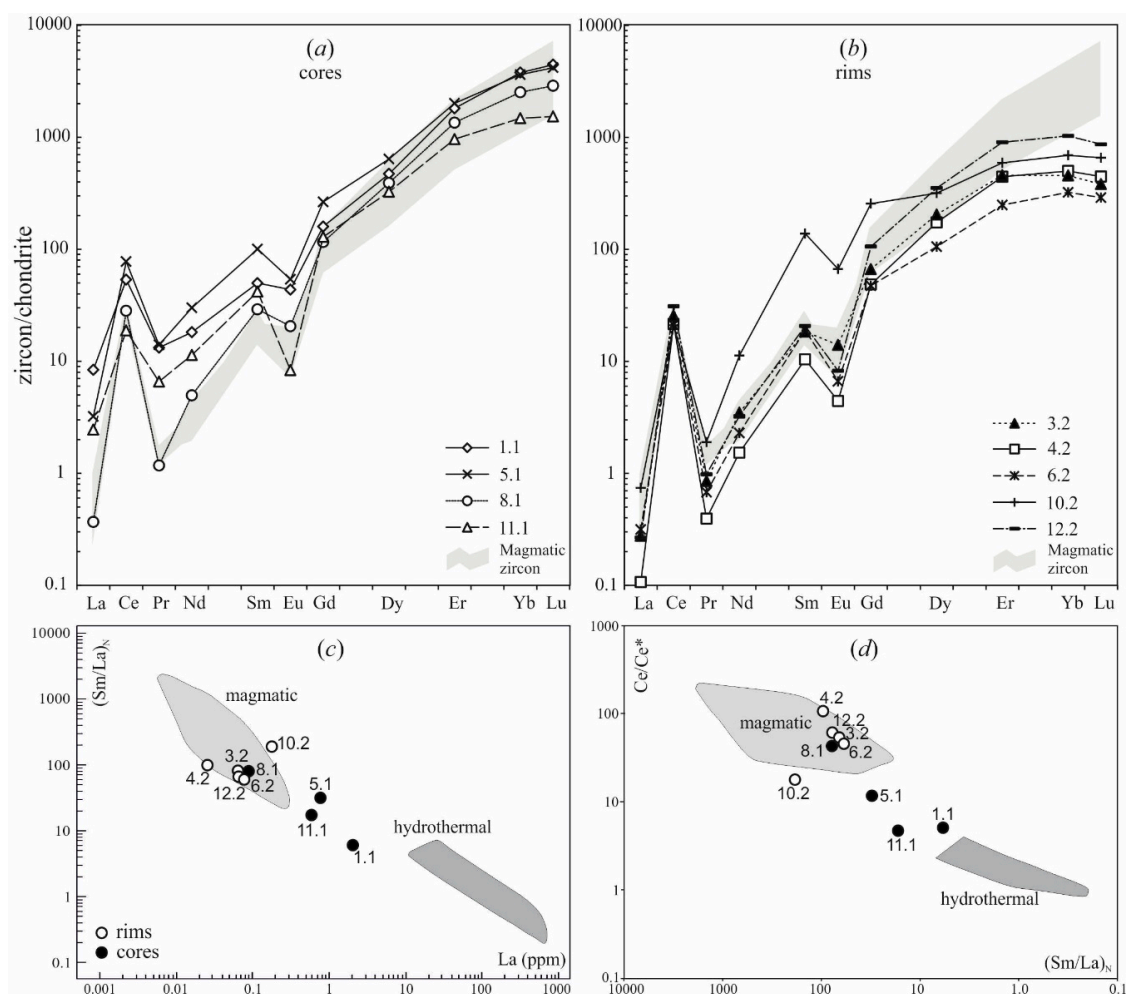 10000
1000
100
10
1
0.1
zircon/chondrite
(a)
cores
1.1
5.1
8.1
11.1
Magmatic
zircon
La Ce Pr Nd Sm Eu Gd Dy Er Yb Lu
10000
1000
100
10
1
0.1
(b)
rims
3.2
4.2
6.2
10.2
12.2
Magmatic
zircon
La Ce Pr Nd Sm Eu Gd Dy Er Yb Lu
10000
1000
100
10
1
0.1
(Sm/La)N
(c)
magmatic
10.2
3.2
8.1
4.2
6.2
12.2
5.1
11.1
1.1
hydrothermal
rims
cores
La (ppm)
0.001 0.01 0.1 1 10 100 1000
1000
100
10
1
0.1
Ce/Ce*
(d)
4.2
magmatic
12.2
3.2
8.1
6.2
10.2
5.1
1.1
11.1
hydrothermal
(Sm/La)N
10000 1000 100 10 1.0 0.1